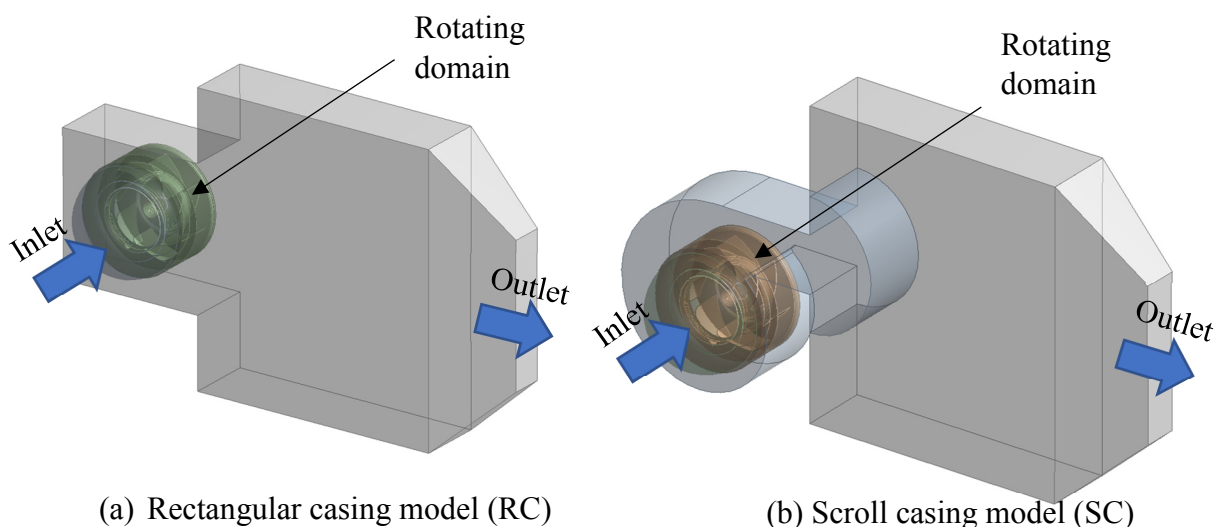 Rotating
domain
Inlet
Outlet
(a) Rectangular casing model (RC)
Rotating
domain
Inlet
Outlet
(b) Scroll casing model (SC)